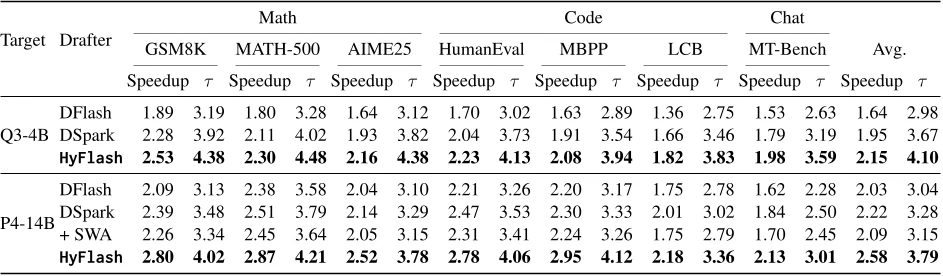 Math Code Chat
Target Drafter GSM8K MATH-500 AIME25 HumanEval MBPP LCB MT-Bench Avg.
Speedup τ Speedup τ Speedup τ Speedup τ Speedup τ Speedup τ Speedup τ Speedup τ
DFlash 1.89 3.19 1.80 3.28 1.64 3.12 1.70 3.02 1.63 2.89 1.36 2.75 1.53 2.63 1.64 2.98
Q3-4B DSpark 2.28 3.92 2.11 4.02 1.93 3.82 2.04 3.73 1.91 3.54 1.66 3.46 1.79 3.19 1.95 3.67
HyFlash 2.53 4.38 2.30 4.48 2.16 4.38 2.23 4.13 2.08 3.94 1.82 3.83 1.98 3.59 2.15 4.10
DFlash 2.09 3.13 2.38 3.58 2.04 3.10 2.21 3.26 2.20 3.17 1.75 2.78 1.62 2.28 2.03 3.04
P4-14B DSpark 2.39 3.48 2.51 3.79 2.14 3.29 2.47 3.53 2.30 3.33 2.01 3.02 1.84 2.50 2.22 3.28
+ SWA 2.26 3.34 2.45 3.64 2.05 3.15 2.31 3.41 2.24 3.26 1.75 2.79 1.70 2.45 2.09 3.15
HyFlash 2.80 4.02 2.87 4.21 2.52 3.78 2.78 4.06 2.95 4.12 2.18 3.36 2.13 3.01 2.58 3.79